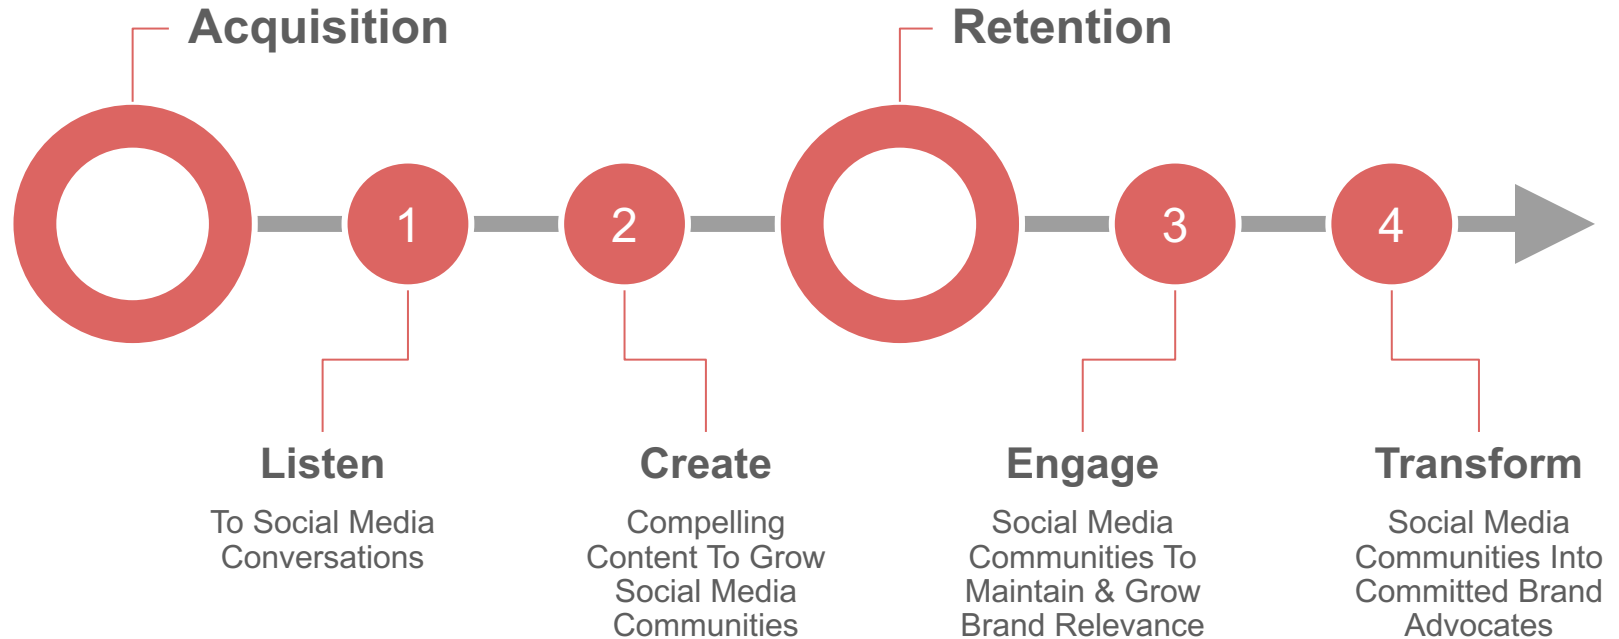 Acquisition
Retention
1
2
3
4
Listen
To Social Media
Conversations
Create
Compelling
Content To Grow
Social Media
Communities
Engage
Social Media
Communities To
Maintain & Grow
Brand Relevance
Transform
Social Media
Communities Into
Committed Brand
Advocates